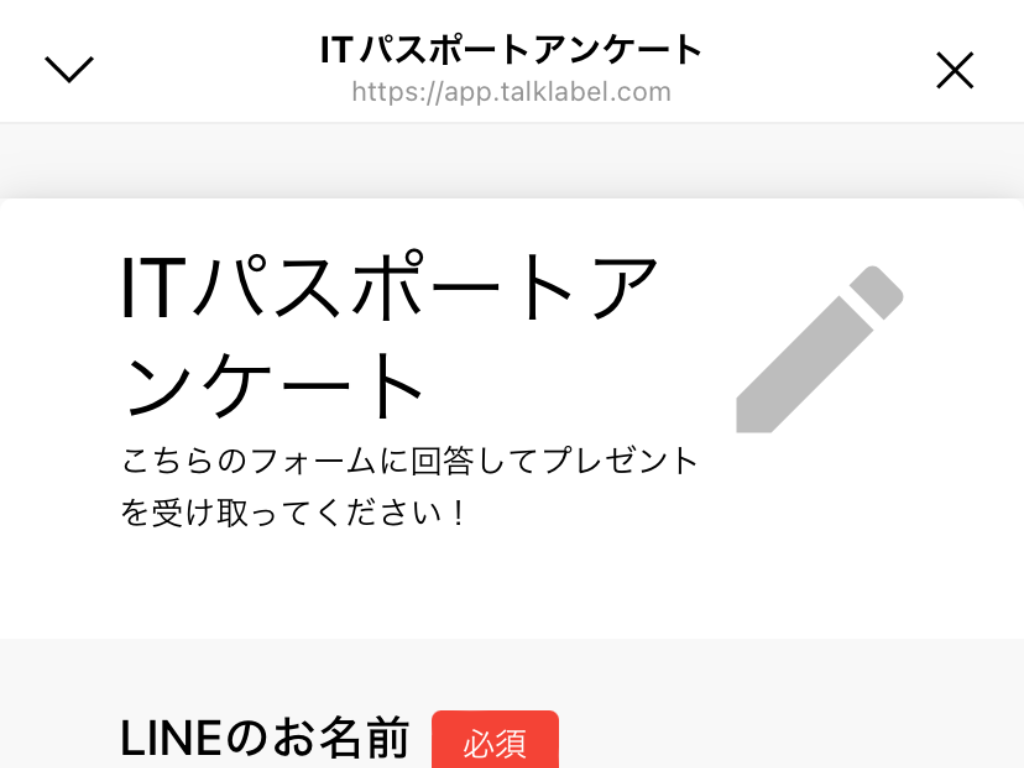 ITパスポートアンケート
https://app.talklabel.com
ITパスポートア
ンケート
こちらのフォームに回答してプレゼント
を受け取ってください！
LINEのお名前 必須